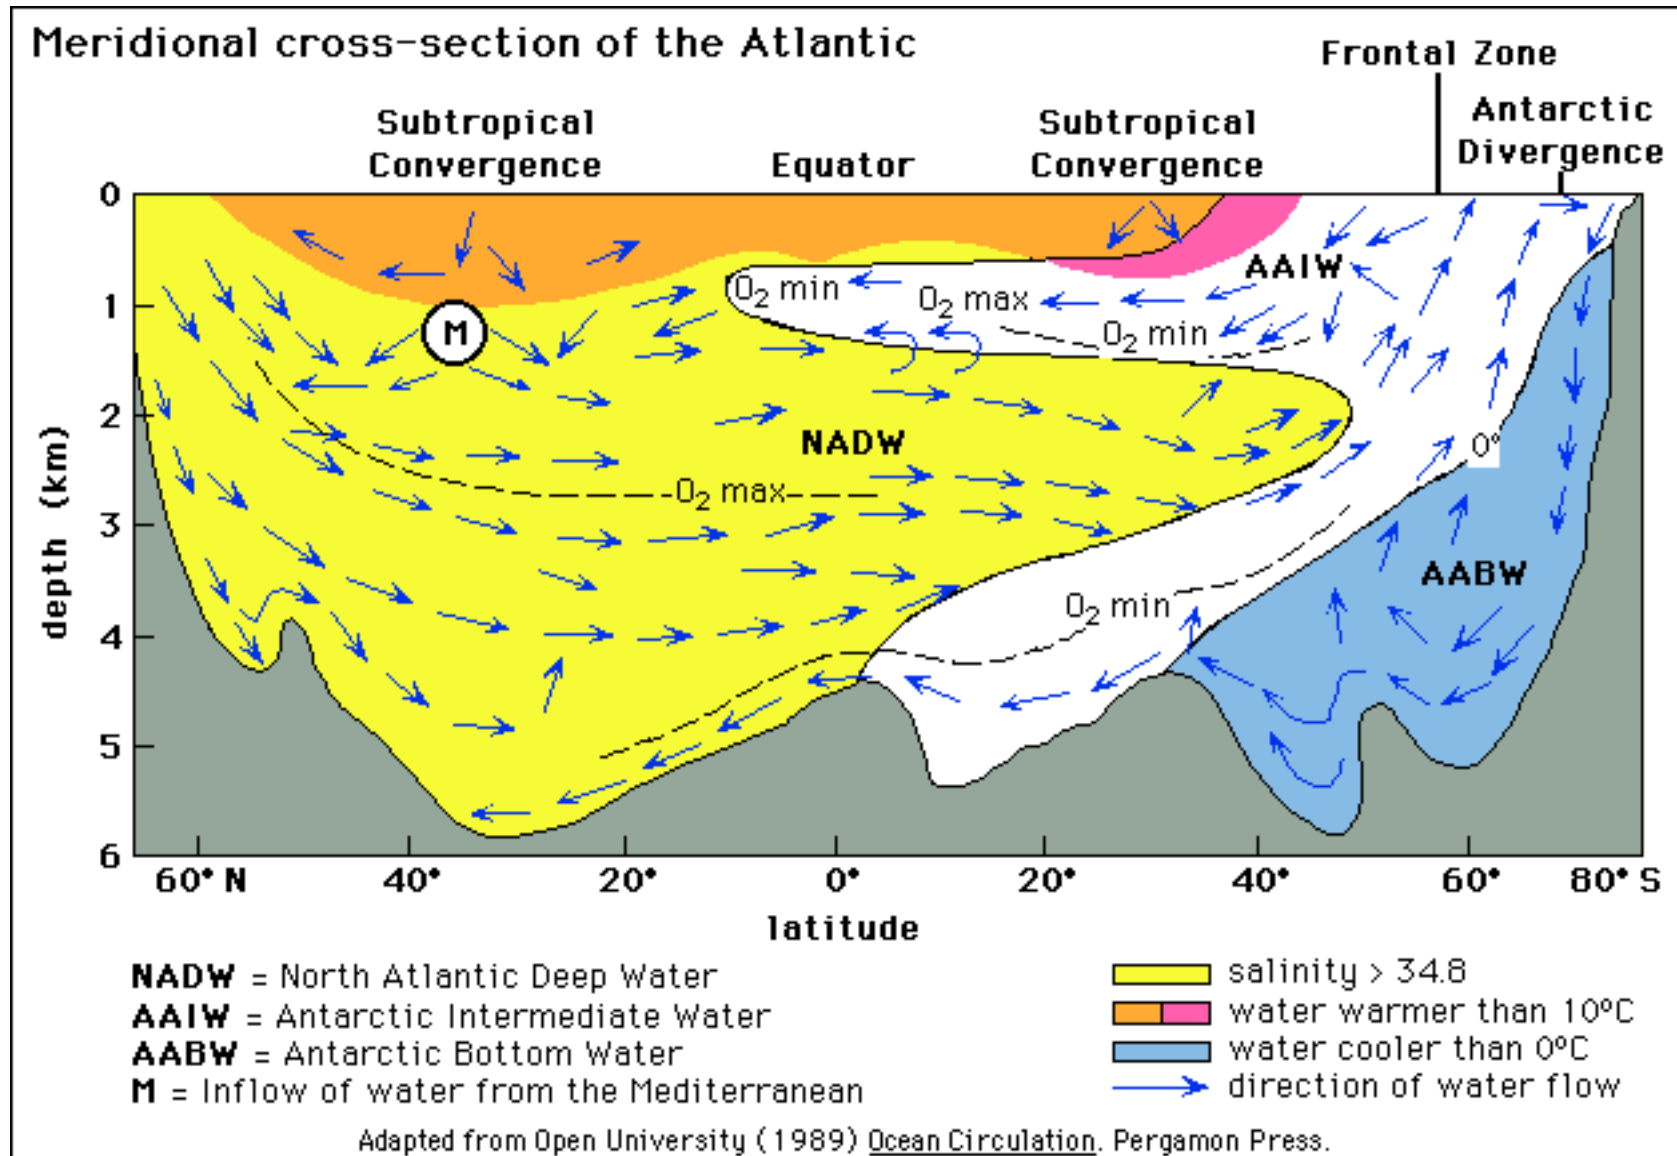 Meridional cross-section of the Atlantic
Frontal Zone
Antarctic
Divergence
Subtropical
Convergence
Equator
Subtropical
Convergence
0
1
2
3
4
5
6
depth (km)
AAIW
O₂ min
O₂ max
O₂ min
M
NADW
0°
O₂ max
AABW
O₂ min
60° N 40° 20° 0° 20° 40° 60° 80° S
latitude
NADW = North Atlantic Deep Water
AAIW = Antarctic Intermediate Water
AABW = Antarctic Bottom Water
M = Inflow of water from the Mediterranean
salinity > 34.8
water warmer than 10°C
water cooler than 0°C
direction of water flow
Adapted from Open University (1989) Ocean Circulation. Pergamon Press.